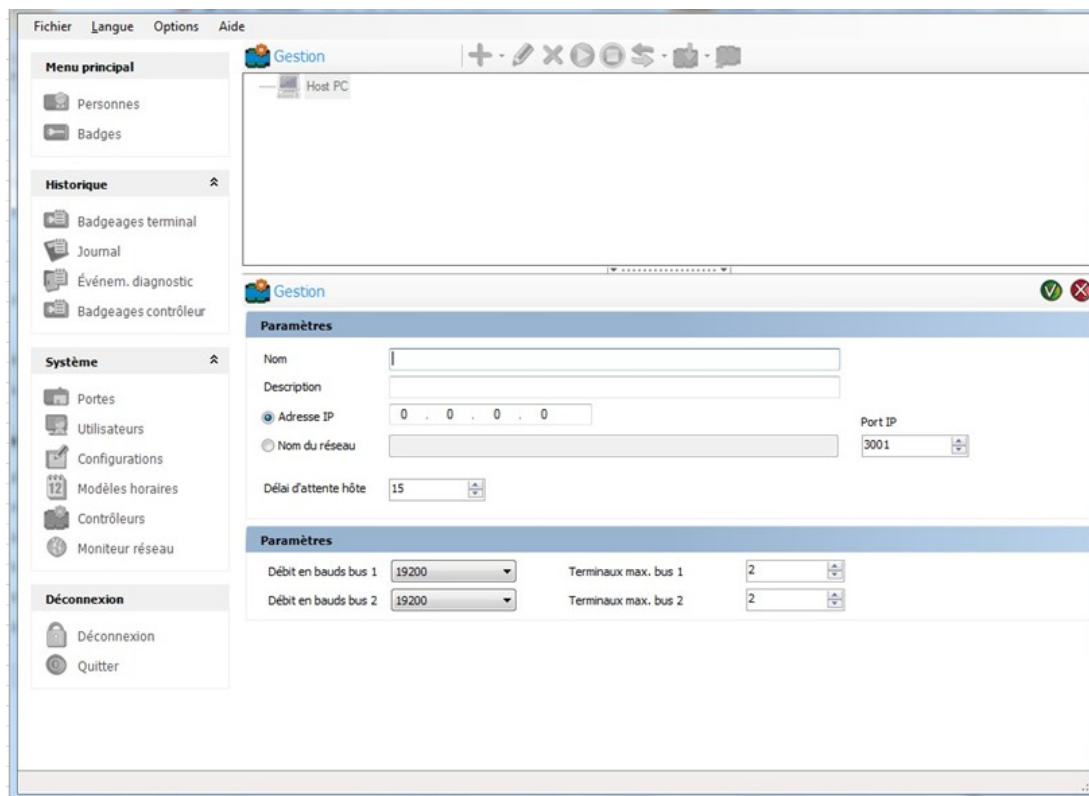 Fichier Langue Options Aide
Menu principal
Personnes
Badges
Historique
Badgeages terminal
Journal
Événem. diagnostic
Badgeages contrôleur
Système
Portes
Utilisateurs
Configurations
12 Modèles horaires
Contrôleurs
Moniteur réseau
Déconnexion
Déconnexion
Quitter
Gestion
Host PC
Gestion
Paramètres
Nom
Description
Adresse IP 0 . 0 . 0 . 0
Port IP
Nom du réseau 3001
Délai d'attente hôte 15
Paramètres
Débit en bauds bus 1 19200 Terminaux max. bus 1 2
Débit en bauds bus 2 19200 Terminaux max. bus 2 2